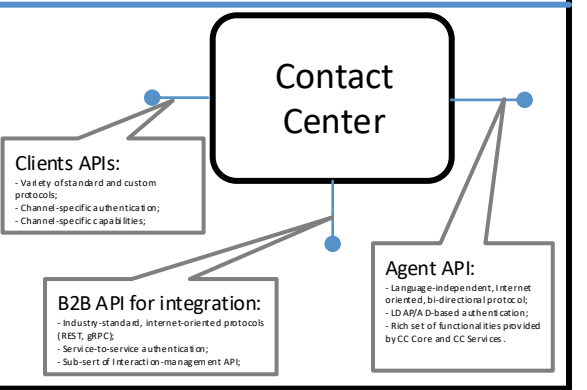 Contact
Center
Clients APIs:
- Variety of standard and custom
protocols;
- Channel-specific authentication;
- Channel-specific capabilities;
B2B API for integration:
- Industry-standard, internet-oriented protocols
(REST, gRPC);
- Service-to-service authentication;
- Sub-sert of Interaction-management API;
Agent API:
- Language-independent, Internet
oriented, bi-directional protocol;
- LDAP/AD-based authentication;
- Rich set of functionalities provided
by CC Core and CC Services.